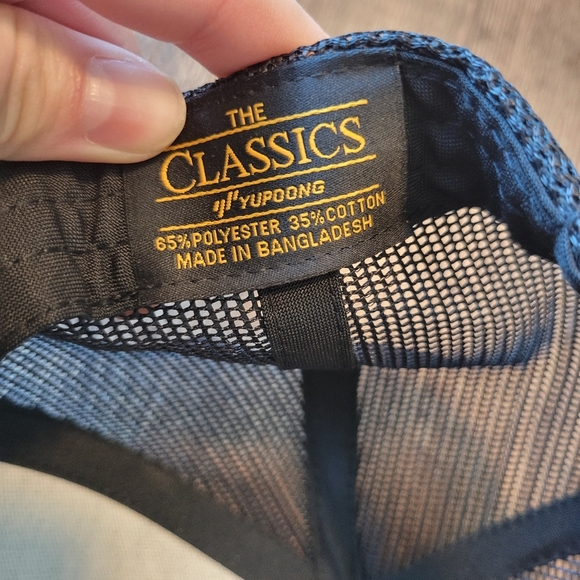 THE
CLASSICS
YUPOONG
65% POLYESTER 35% COTTON
MADE IN BANGLADESH